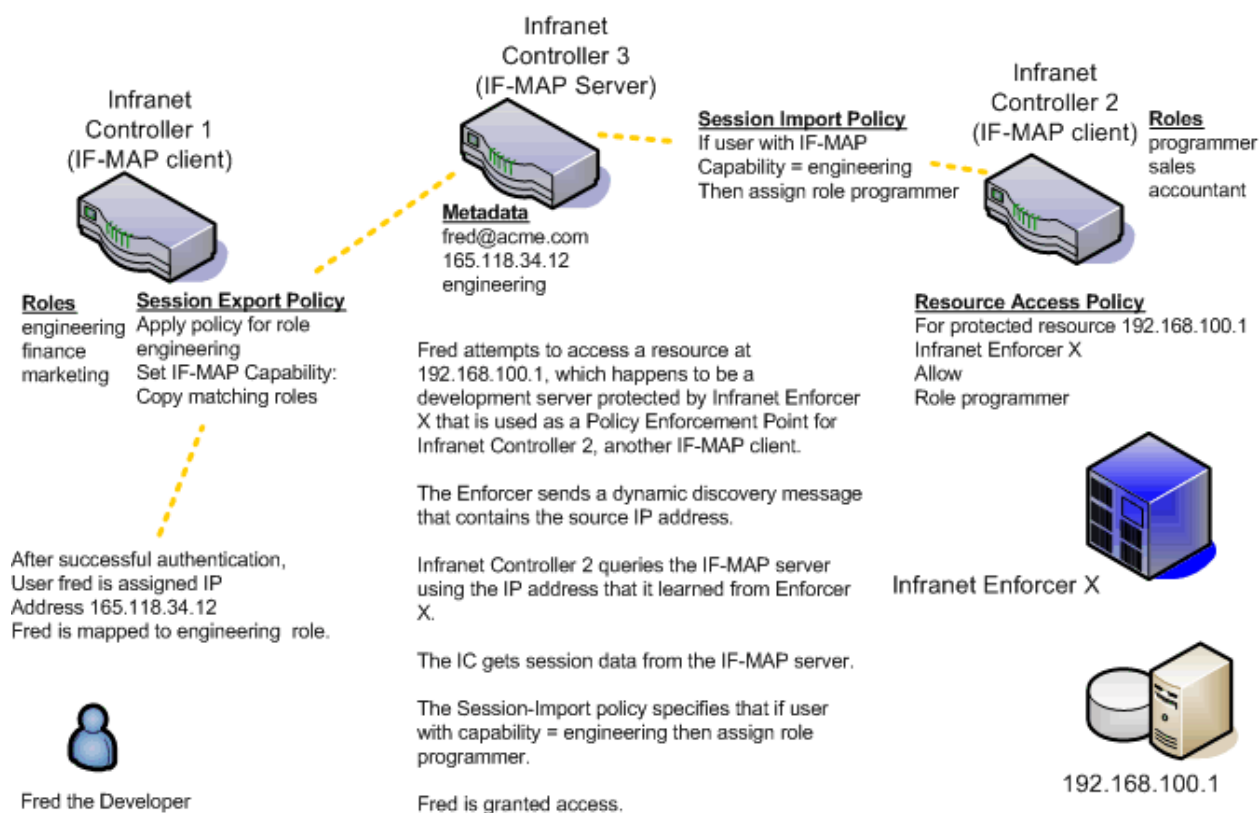 Infranet
Controller 1
(IF-MAP client)
Infranet
Controller 3
(IF-MAP Server)
Infranet
Controller 2
(IF-MAP client)
Roles
programmer
sales
accountant
Session Import Policy
If user with IF-MAP
Capability = engineering
Then assign role programmer
Metadata
fred@acme.com
165.118.34.12
engineering
Roles
engineering
finance
marketing
Session Export Policy
Apply policy for role
engineering
Set IF-MAP Capability:
Copy matching roles
Resource Access Policy
For protected resource 192.168.100.1
Infranet Enforcer X
Allow
Role programmer
Fred attempts to access a resource at
192.168.100.1, which happens to be a
development server protected by Infranet Enforcer
X that is used as a Policy Enforcement Point for
Infranet Controller 2, another IF-MAP client.
The Enforcer sends a dynamic discovery message
that contains the source IP address.
Infranet Controller 2 queries the IF-MAP server
using the IP address that it learned from Enforcer
X.
The IC gets session data from the IF-MAP server.
The Session-Import policy specifies that if user
with capability = engineering then assign role
programmer.
Fred is granted access.
After successful authentication,
User fred is assigned IP
Address 165.118.34.12
Fred is mapped to engineering role.
Fred the Developer
Infranet Enforcer X
192.168.100.1